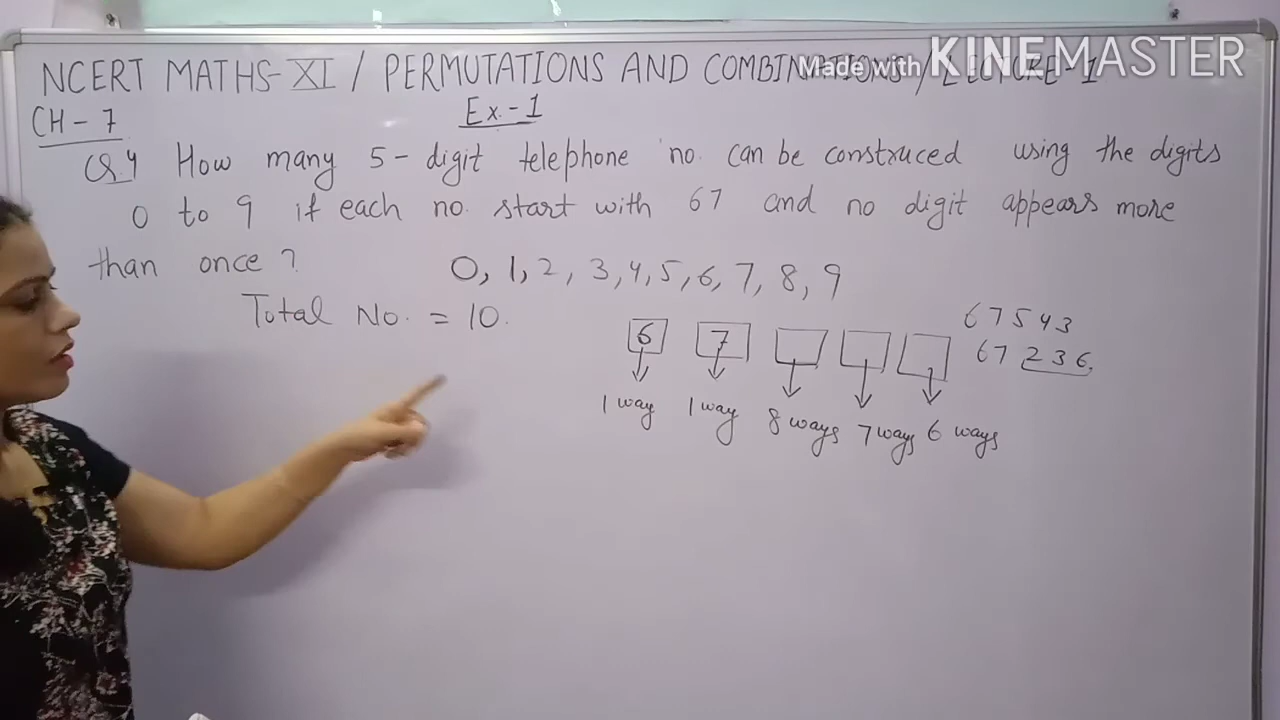 NCERT MATHS-XI / PERMUTATIONS AND COMBINATIONS / LECTURE-1
Made with KINEMASTER
CH-7
Ex.-1
Q.4 How many 5-digit telephone no. can be construced using the digits
0 to 9 if each no. start with 67 and no digit appears more
than once ?
0, 1, 2, 3, 4, 5, 6, 7, 8, 9
Total No. = 10.
67543
6 7
67 236.
1 way 1 way 8 ways 7 ways 6 ways